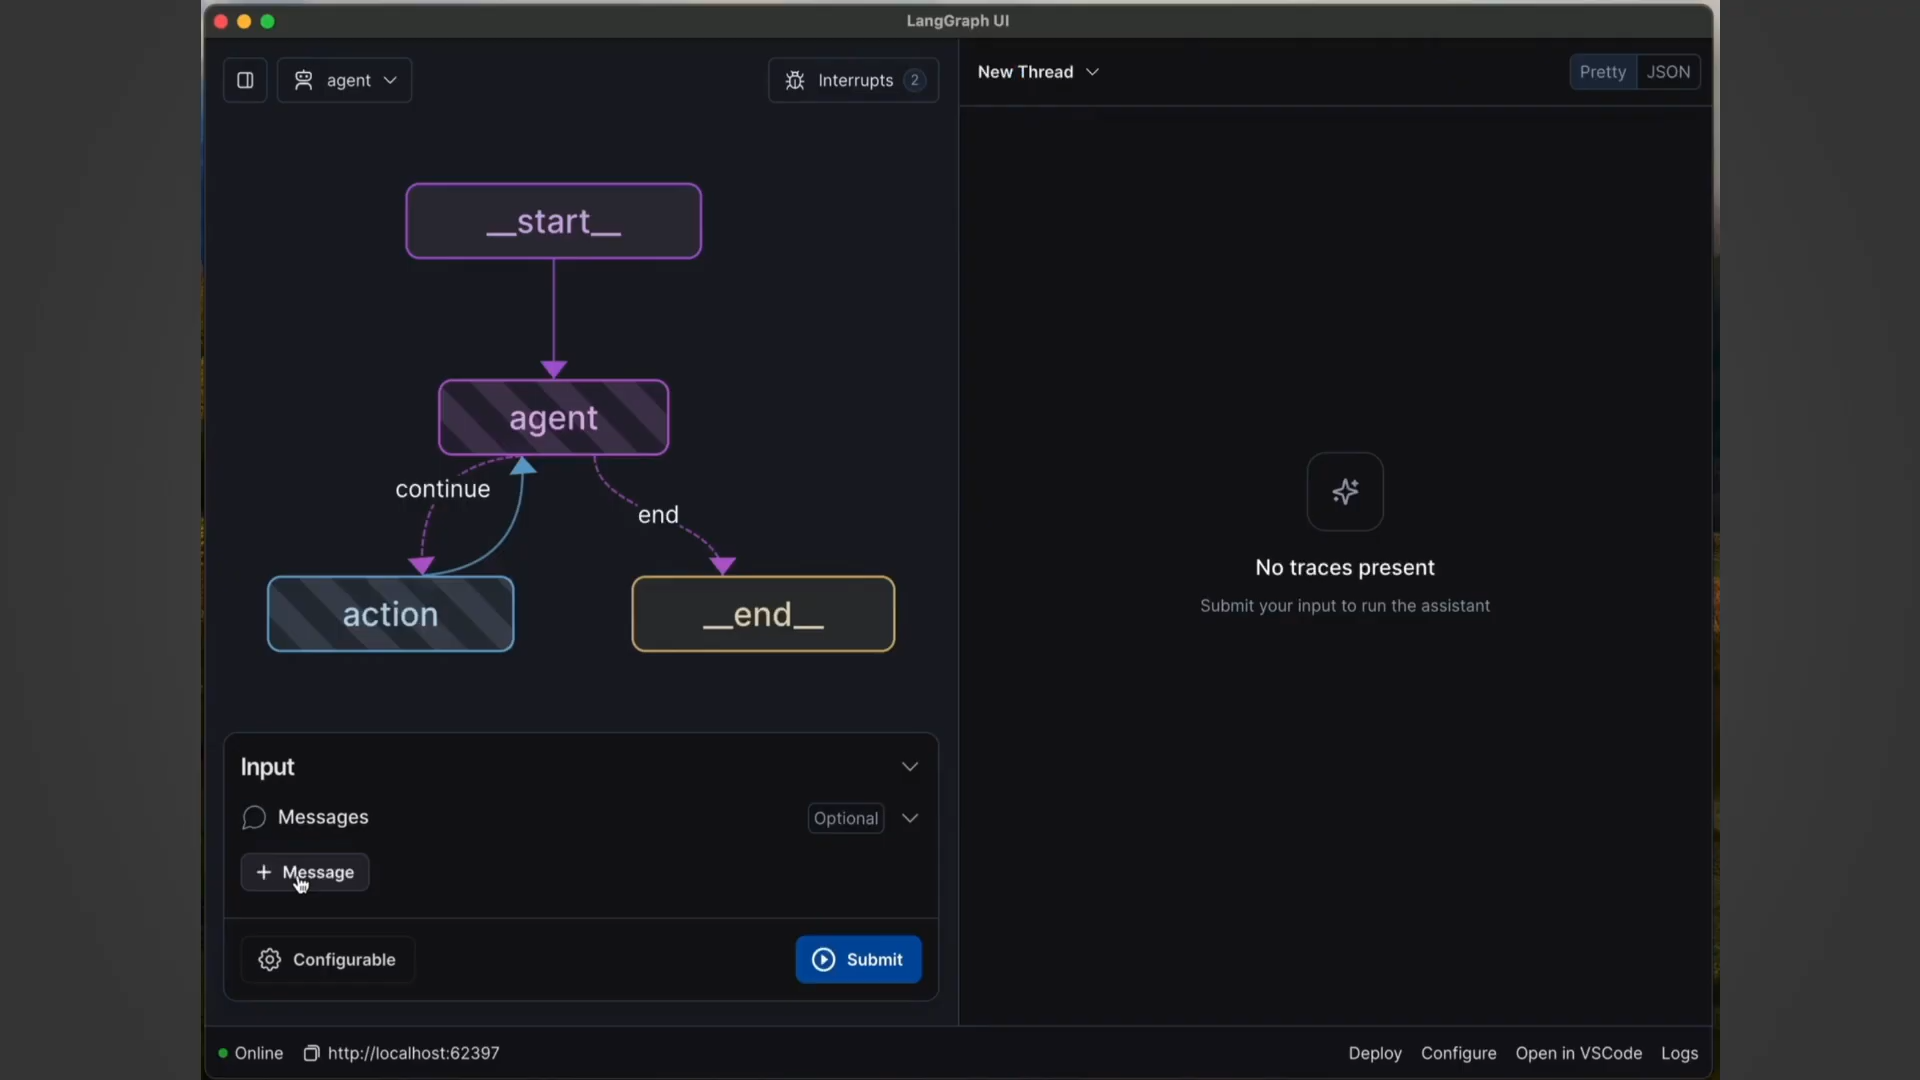 LangGraph UI
agent
Interrupts 2
New Thread
Pretty JSON
__start__
agent
continue
end
action
__end__
No traces present
Submit your input to run the assistant
Input
Messages
Optional
+ Message
Configurable
Submit
Online
http://localhost:62397
Deploy
Configure
Open in VSCode
Logs